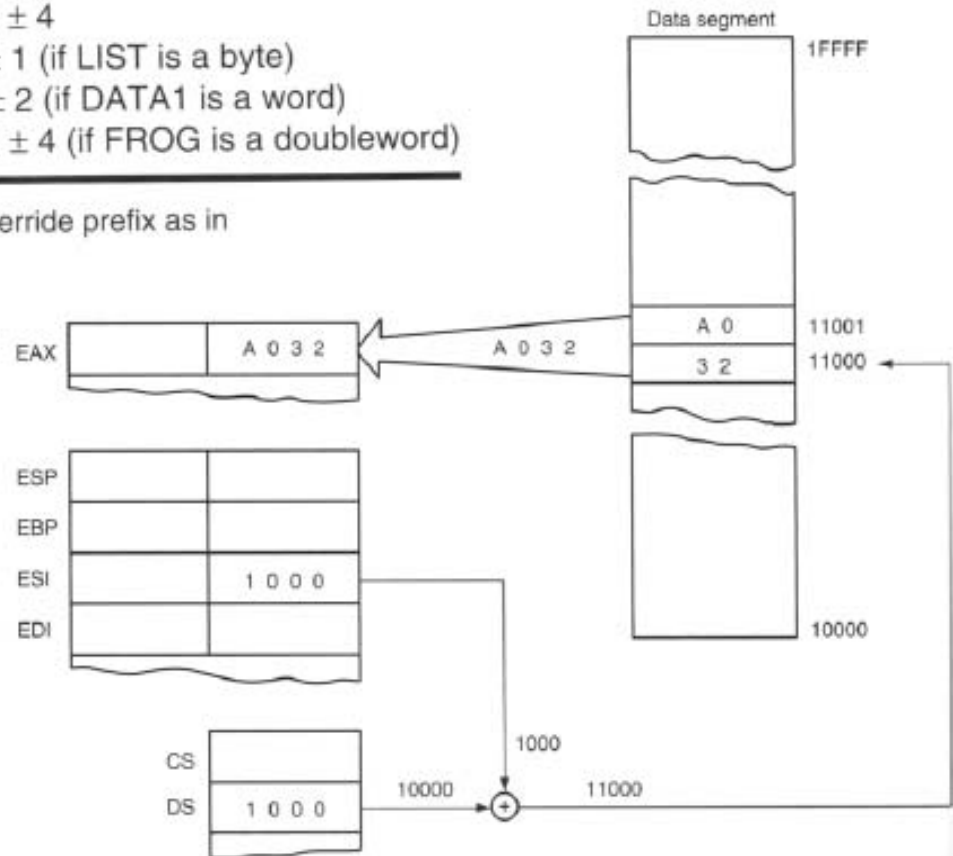 ± 4
1 (if LIST is a byte)
2 (if DATA1 is a word)
± 4 (if FROG is a doubleword)
erride prefix as in
Data segment
1FFFF
A 0
11001
3 2
11000
10000
EAX
A 0 3 2
A 0 3 2
ESP
EBP
ESI
1 0 0 0
EDI
1000
CS
DS
1 0 0 0
10000
+
11000